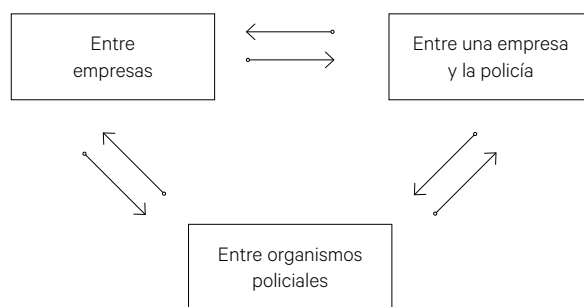 Entre
empresas
Entre una empresa
y la policía
Entre organismos
policiales